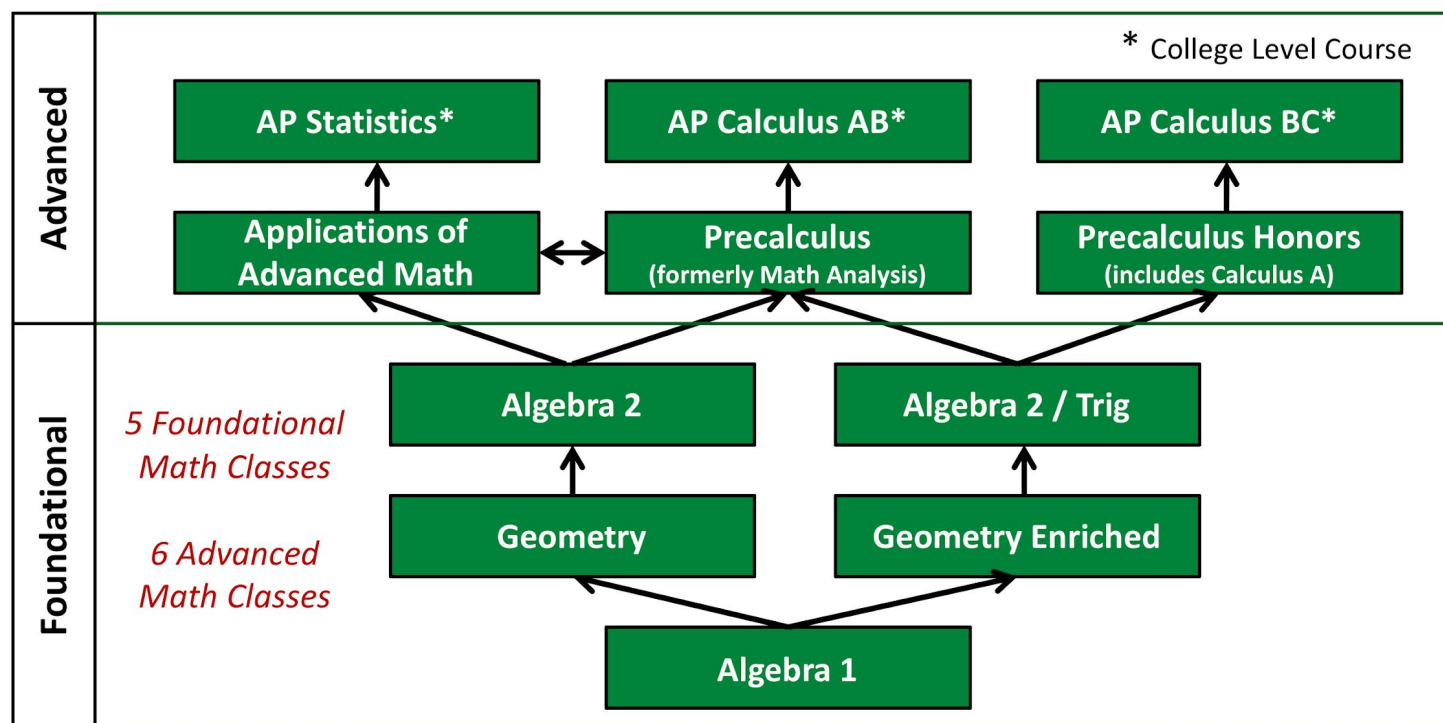 Advanced
* College Level Course
AP Statistics*
AP Calculus AB*
AP Calculus BC*
Applications of
Advanced Math
Precalculus
(formerly Math Analysis)
Precalculus Honors
(includes Calculus A)
Foundational
5 Foundational
Math Classes
6 Advanced
Math Classes
Algebra 2
Algebra 2 / Trig
Geometry
Geometry Enriched
Algebra 1